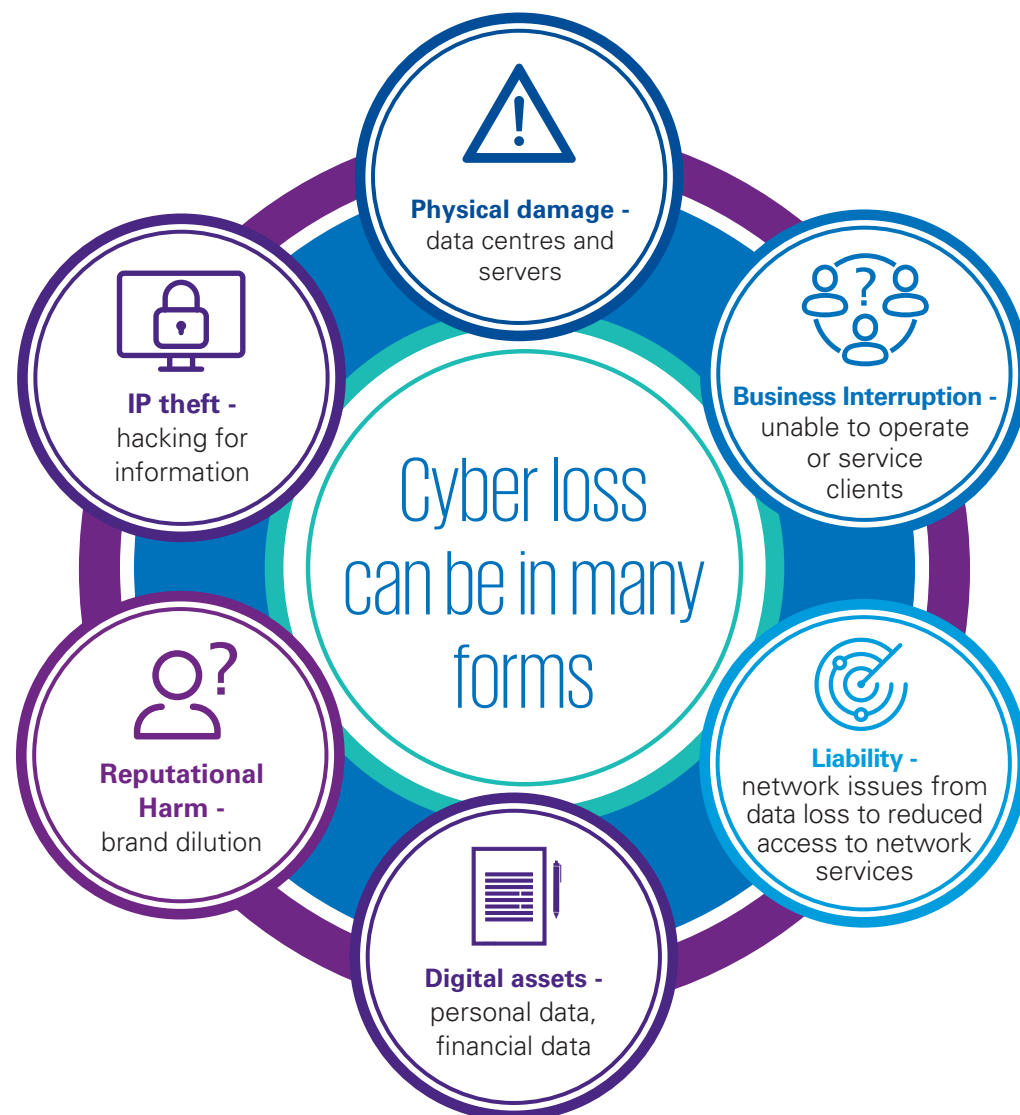 Cyber loss
can be in many
forms
Physical damage -
data centres and
servers
Business Interruption -
unable to operate
or service
clients
Liability -
network issues from
data loss to reduced
access to network
services
Digital assets -
personal data,
financial data
Reputational
Harm -
brand dilution
IP theft -
hacking for
information